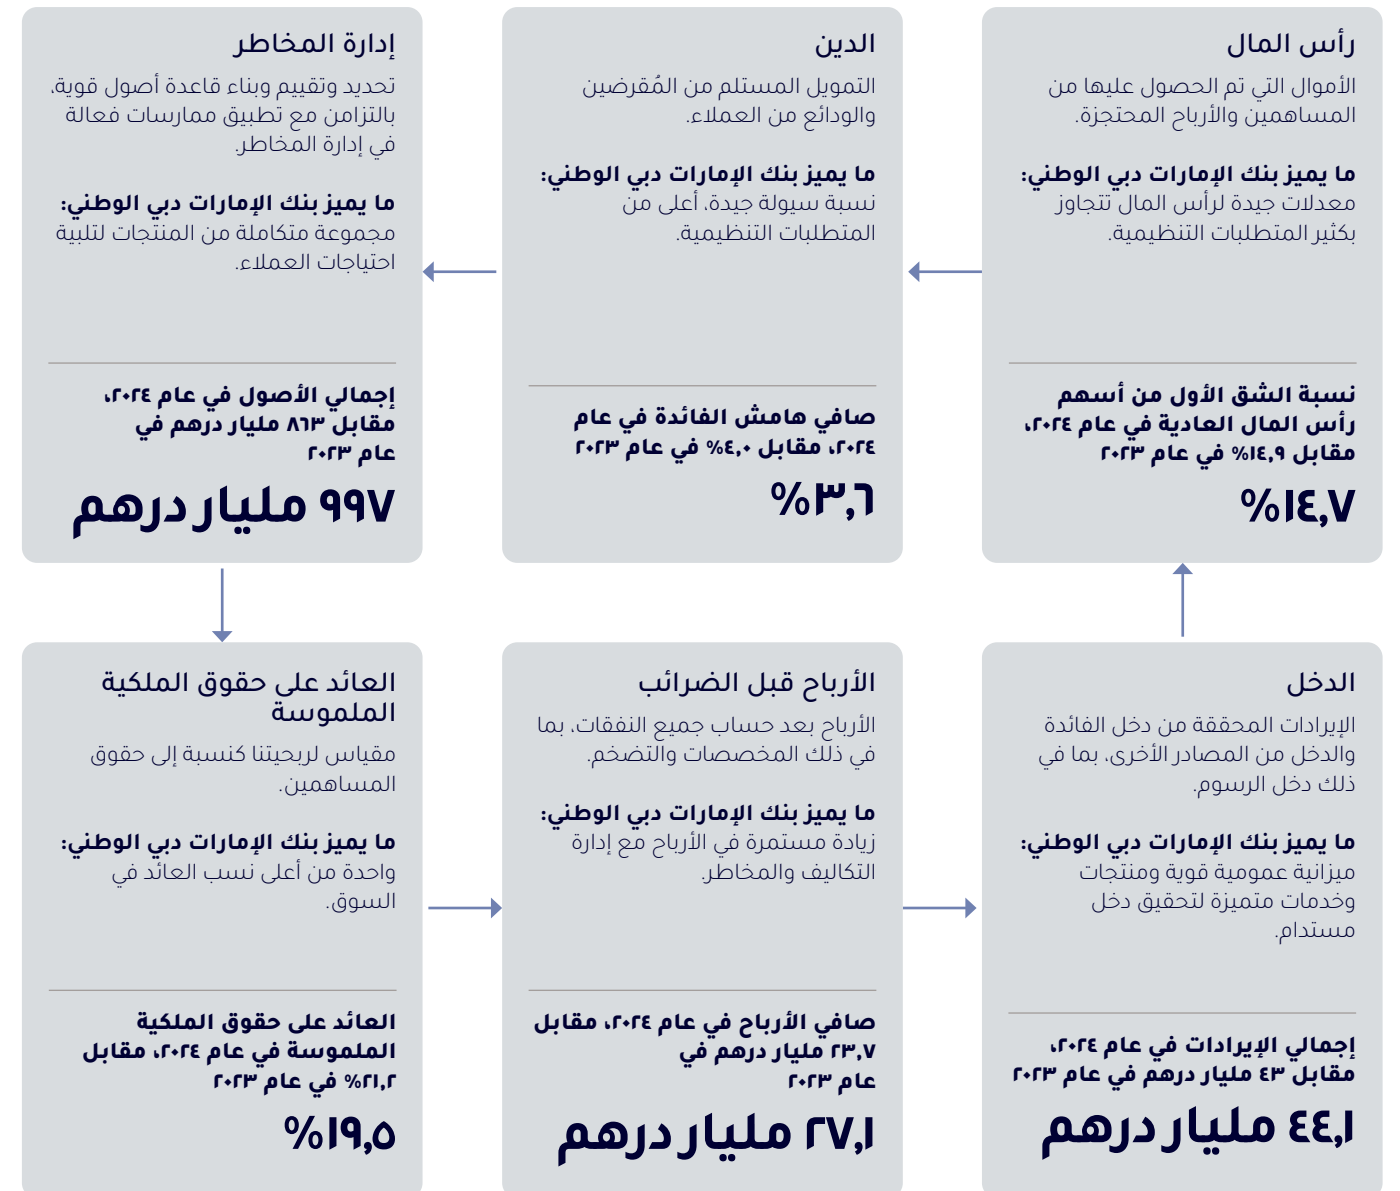 رأس المال
الأموال التي تم الحصول عليها من
المساهمين والأرباح المحتجزة.
ما يميز بنك الإمارات دبي الوطني:
معدلات جيدة لرأس المال تتجاوز
بكثير المتطلبات التنظيمية.
نسبة الشق الأول من أسهم
رأس المال العادية في عام ٢٠٢٤،
مقابل ١٤,٩% في عام ٢٠٢٣
١٤,٧%
الدين
التمويل المستلم من المُقرضين
والودائع من العملاء.
ما يميز بنك الإمارات دبي الوطني:
نسبة سيولة جيدة، أعلى من
المتطلبات التنظيمية.
صافي هامش الفائدة في عام
٢٠٢٤، مقابل ٤,٠% في عام ٢٠٢٣
٣,٦%
إدارة المخاطر
تحديد وتقييم وبناء قاعدة أصول قوية،
بالتزامن مع تطبيق ممارسات فعالة
في إدارة المخاطر.
ما يميز بنك الإمارات دبي الوطني:
مجموعة متكاملة من المنتجات لتلبية
احتياجات العملاء.
إجمالي الأصول في عام ٢٠٢٤،
مقابل ٨٦٣ مليار درهم في
عام ٢٠٢٣
٩٩٧ مليار درهم
الدخل
الإيرادات المحققة من دخل الفائدة
والدخل من المصادر الأخرى، بما في
ذلك دخل الرسوم.
ما يميز بنك الإمارات دبي الوطني:
ميزانية عمومية قوية ومنتجات
وخدمات متميزة لتحقيق دخل
مستدام.
إجمالي الإيرادات في عام ٢٠٢٤،
مقابل ٤٣ مليار درهم في عام ٢٠٢٣
٤٤,١ مليار درهم
الأرباح قبل الضرائب
الأرباح بعد حساب جميع النفقات، بما
في ذلك المخصصات والتضخم.
ما يميز بنك الإمارات دبي الوطني:
زيادة مستمرة في الأرباح مع إدارة
التكاليف والمخاطر.
صافي الأرباح في عام ٢٠٢٤، مقابل
٢٣,٧ مليار درهم في
عام ٢٠٢٣
٢٧,١ مليار درهم
العائد على حقوق الملكية
الملموسة
مقياس لربحيتنا كنسبة إلى حقوق
المساهمين.
ما يميز بنك الإمارات دبي الوطني:
واحدة من أعلى نسب العائد في
السوق.
العائد على حقوق الملكية
الملموسة في عام ٢٠٢٤، مقابل
٢١,٢% في عام ٢٠٢٣
١٩,٥%